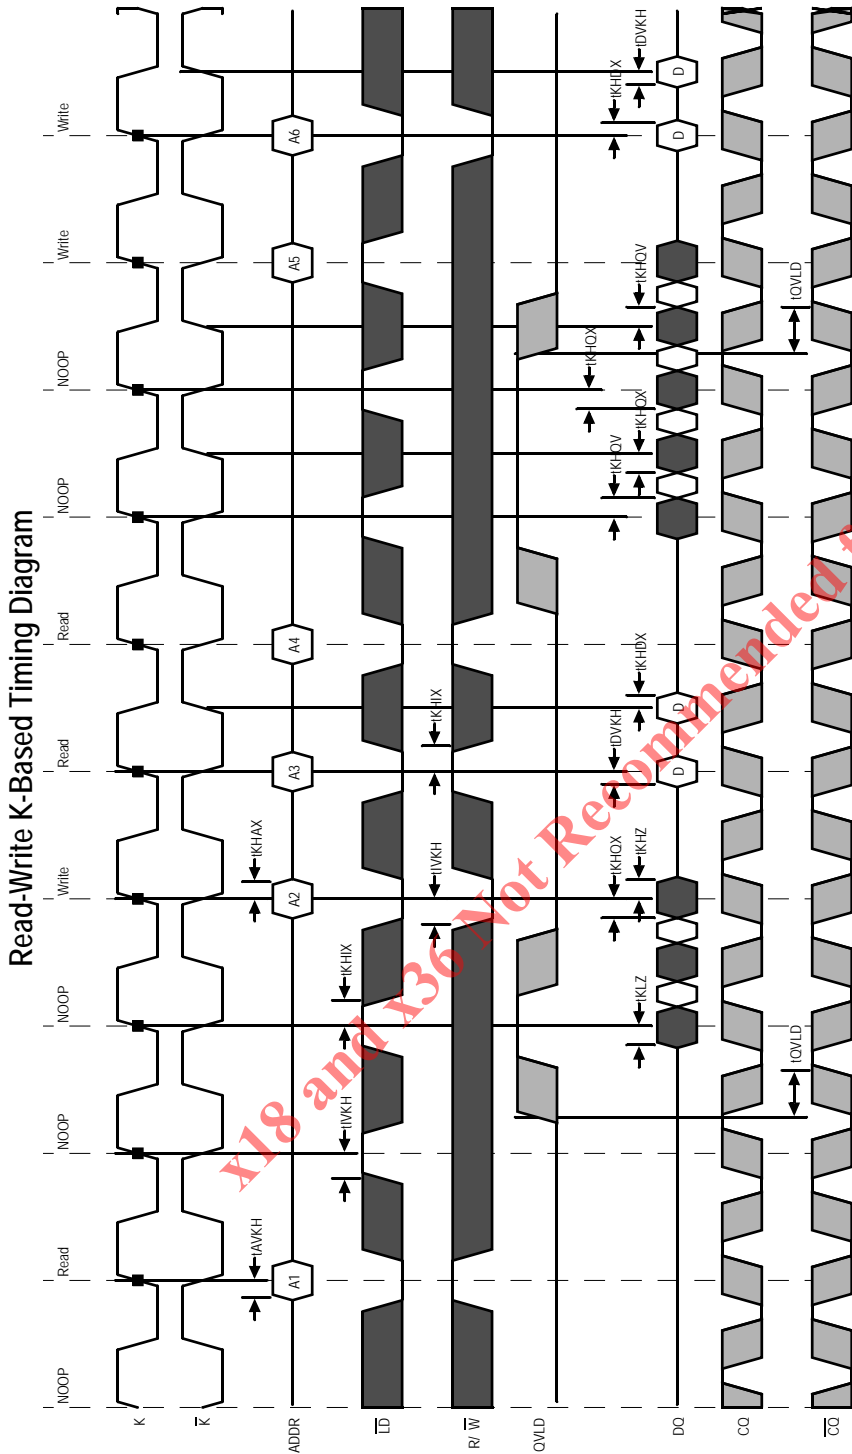 Read-Write K-Based Timing Diagram
NOOP
Read
NOOP
NOOP
Write
Read
Read
NOOP
NOOP
Write
Write
K
K
ADDR
A1
A2
A3
A4
A5
A6
tAVKH
tKHAX
LD
tIVKH
tKHIX
R/ W
tIVKH
tKHIX
QVLD
DQ
tKLZ
tKHQX
tKHZ
tDVKH
tKHDX
D
D
tKHQV
tKHQX
tKHQX
tKHQV
tKHDX
tDVKH
D
D
CQ
tQVLD
tQVLD
CQ
x18 and x36 Not Recommended f